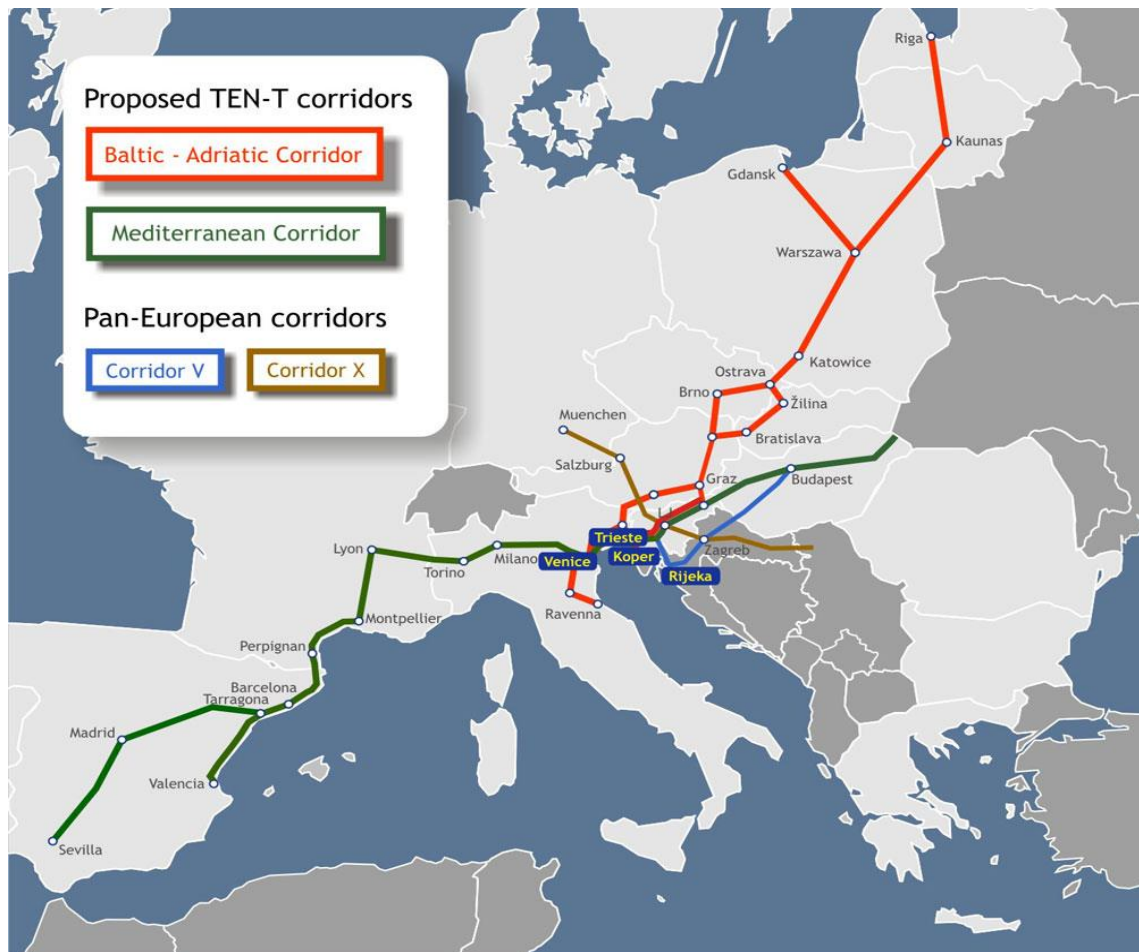 Proposed TEN-T corridors
Baltic - Adriatic Corridor
Mediterranean Corridor
Pan-European corridors
Corridor V
Corridor X
Riga
Kaunas
Gdansk
Warszawa
Katowice
Ostrava
Brno
Žilina
Muenchen
Bratislava
Salzburg
Graz
Budapest
Trieste
Koper
Zagreb
Venice
Rijeka
Lyon
Milano
Torino
Ravenna
Montpellier
Perpignan
Barcelona
Tarragona
Madrid
Valencia
Sevilla